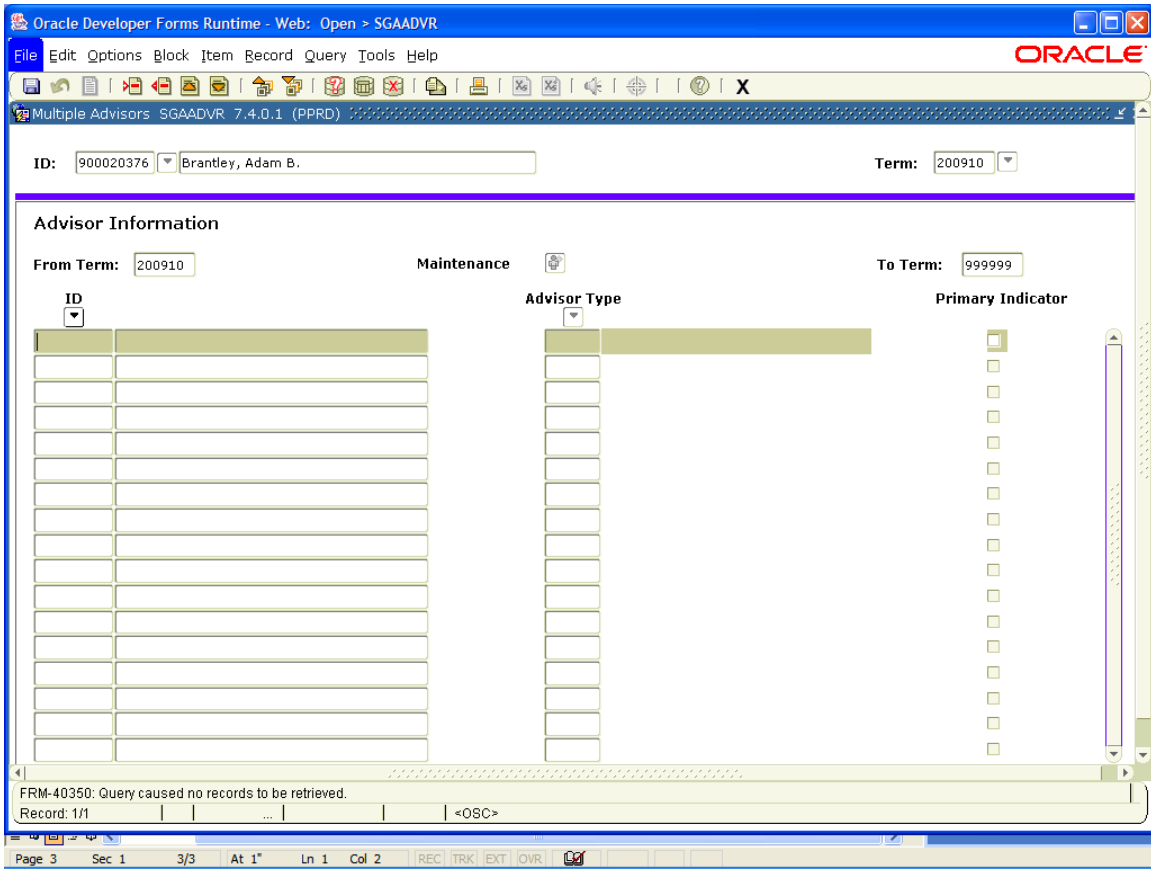 Oracle Developer Forms Runtime - Web: Open > SGAADVR
File Edit Options Block Item Record Query Tools Help
ORACLE
X
Multiple Advisors SGAADVR 7.4.0.1 (PPRD)
ID: 900020376 Brantley, Adam B. Term: 200910
Advisor Information
From Term: 200910 Maintenance To Term: 999999
ID Advisor Type Primary Indicator
FRM-40350: Query caused no records to be retrieved.
Record: 1/1 ... <OSC>
Page 3 Sec 1 3/3 At 1" Ln 1 Col 2 REC TRK EXT OVR